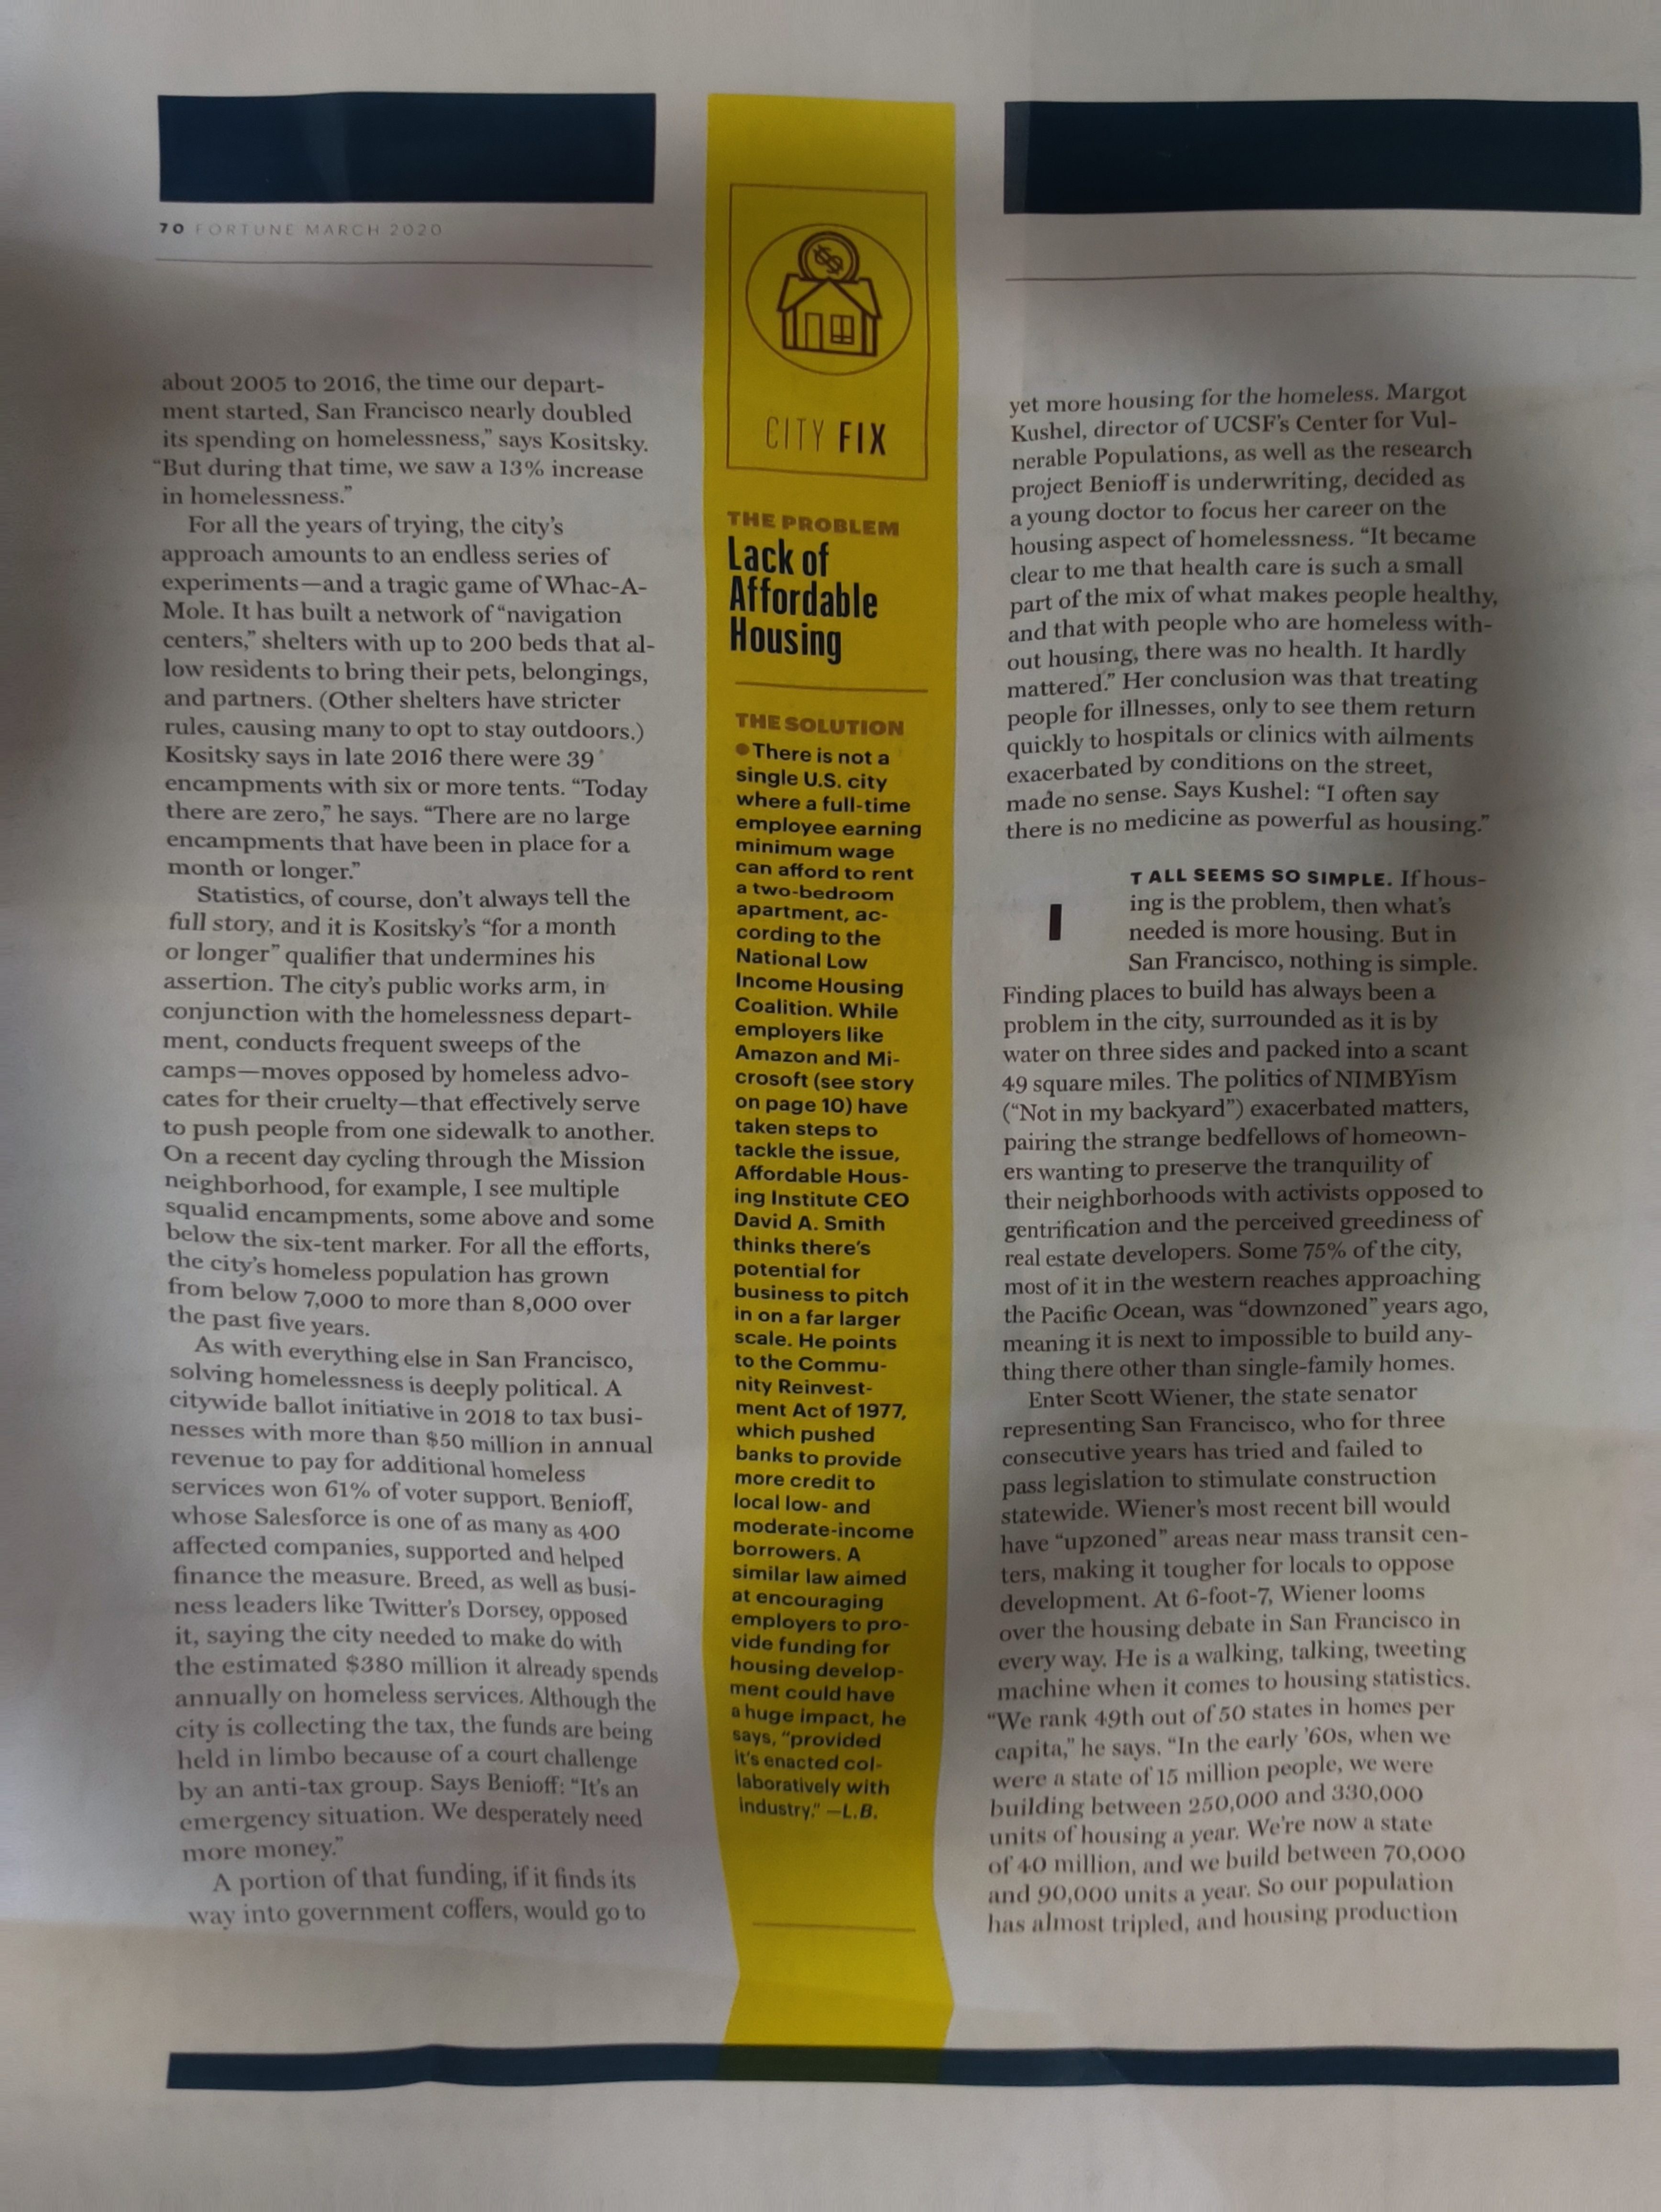 70 FORTUNE MARCH 2020
about 2005 to 2016, the time our depart-
ment started, San Francisco nearly doubled
its spending on homelessness,” says Kositsky.
“But during that time, we saw a 13% increase
in homelessness.”
For all the years of trying, the city’s
approach amounts to an endless series of
experiments—and a tragic game of Whac-A-
Mole. It has built a network of “navigation
centers,” shelters with up to 200 beds that al-
low residents to bring their pets, belongings,
and partners. (Other shelters have stricter
rules, causing many to opt to stay outdoors.)
Kositsky says in late 2016 there were 39
encampments with six or more tents. “Today
there are zero,” he says. “There are no large
encampments that have been in place for a
month or longer.”
Statistics, of course, don’t always tell the
full story, and it is Kositsky’s “for a month
or longer” qualifier that undermines his
assertion. The city’s public works arm, in
conjunction with the homelessness depart-
ment, conducts frequent sweeps of the
camps—moves opposed by homeless advo-
cates for their cruelty—that effectively serve
to push people from one sidewalk to another.
On a recent day cycling through the Mission
neighborhood, for example, I see multiple
squalid encampments, some above and some
below the six-tent marker. For all the efforts,
the city’s homeless population has grown
from below 7,000 to more than 8,000 over
the past five years.
As with everything else in San Francisco,
solving homelessness is deeply political. A
citywide ballot initiative in 2018 to tax busi-
nesses with more than $50 million in annual
revenue to pay for additional homeless
services won 61% of voter support. Benioff,
whose Salesforce is one of as many as 400
affected companies, supported and helped
finance the measure. Breed, as well as busi-
ness leaders like Twitter’s Dorsey, opposed
it, saying the city needed to make do with
the estimated $380 million it already spends
annually on homeless services. Although the
city is collecting the tax, the funds are being
held in limbo because of a court challenge
by an anti-tax group. Says Benioff: “It’s an
emergency situation. We desperately need
more money.”
A portion of that funding, if it finds its
way into government coffers, would go to
CITY FIX
THE PROBLEM
Lack of
Affordable
Housing
THE SOLUTION
● There is not a
single U.S. city
where a full-time
employee earning
minimum wage
can afford to rent
a two-bedroom
apartment, ac-
cording to the
National Low
Income Housing
Coalition. While
employers like
Amazon and Mi-
crosoft (see story
on page 10) have
taken steps to
tackle the issue,
Affordable Hous-
ing Institute CEO
David A. Smith
thinks there’s
potential for
business to pitch
in on a far larger
scale. He points
to the Commu-
nity Reinvest-
ment Act of 1977,
which pushed
banks to provide
more credit to
local low- and
moderate-income
borrowers. A
similar law aimed
at encouraging
employers to pro-
vide funding for
housing develop-
ment could have
a huge impact, he
says, “provided
it’s enacted col-
laboratively with
industry.” —L.B.
yet more housing for the homeless. Margot
Kushel, director of UCSF’s Center for Vul-
nerable Populations, as well as the research
project Benioff is underwriting, decided as
a young doctor to focus her career on the
housing aspect of homelessness. “It became
clear to me that health care is such a small
part of the mix of what makes people healthy,
and that with people who are homeless with-
out housing, there was no health. It hardly
mattered.” Her conclusion was that treating
people for illnesses, only to see them return
quickly to hospitals or clinics with ailments
exacerbated by conditions on the street,
made no sense. Says Kushel: “I often say
there is no medicine as powerful as housing.”
IT ALL SEEMS SO SIMPLE. If hous-
ing is the problem, then what’s
needed is more housing. But in
San Francisco, nothing is simple.
Finding places to build has always been a
problem in the city, surrounded as it is by
water on three sides and packed into a scant
49 square miles. The politics of NIMBYism
(“Not in my backyard”) exacerbated matters,
pairing the strange bedfellows of homeown-
ers wanting to preserve the tranquility of
their neighborhoods with activists opposed to
gentrification and the perceived greediness of
real estate developers. Some 75% of the city,
most of it in the western reaches approaching
the Pacific Ocean, was “downzoned” years ago,
meaning it is next to impossible to build any-
thing there other than single-family homes.
Enter Scott Wiener, the state senator
representing San Francisco, who for three
consecutive years has tried and failed to
pass legislation to stimulate construction
statewide. Wiener’s most recent bill would
have “upzoned” areas near mass transit cen-
ters, making it tougher for locals to oppose
development. At 6-foot-7, Wiener looms
over the housing debate in San Francisco in
every way. He is a walking, talking, tweeting
machine when it comes to housing statistics.
“We rank 49th out of 50 states in homes per
capita,” he says. “In the early ’60s, when we
were a state of 15 million people, we were
building between 250,000 and 330,000
units of housing a year. We’re now a state
of 40 million, and we build between 70,000
and 90,000 units a year. So our population
has almost tripled, and housing production